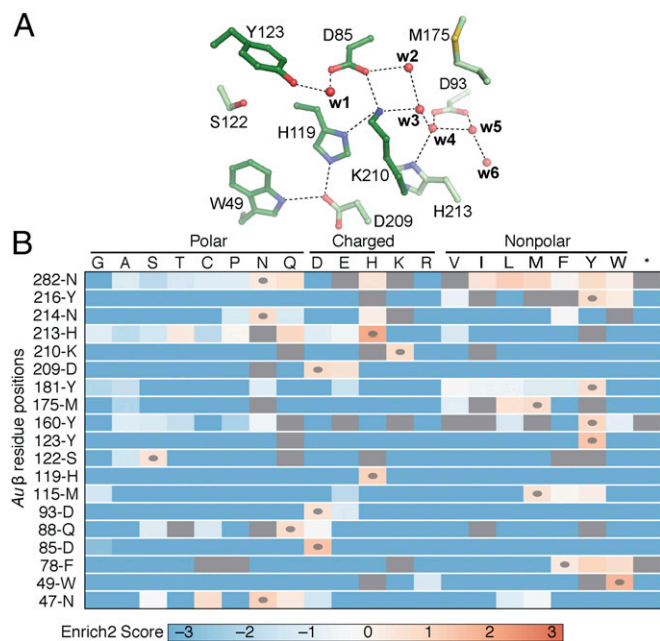 A
Y123 D85 w2 M175
w1 D93
S122 w3 w5
H119 w4
K210 w6
W49 D209 H213
B
Polar Charged Nonpolar
G A S T C P N Q D E H K R V I L M F Y W *
Auβ residue positions
282-N
216-Y
214-N
213-H
210-K
209-D
181-Y
175-M
160-Y
123-Y
122-S
119-H
115-M
93-D
88-Q
85-D
78-F
49-W
47-N
Enrich2 Score −3 −2 −1 0 1 2 3